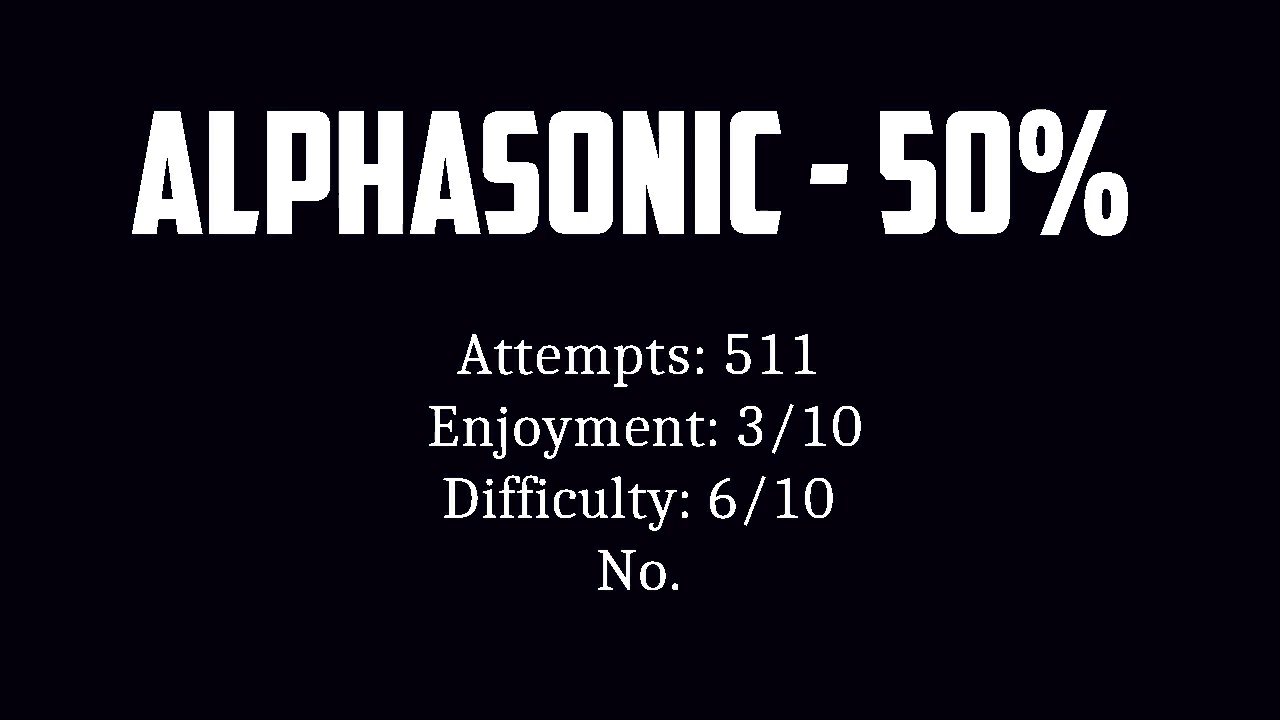 ALPHASONIC - 50%
Attempts: 511
Enjoyment: 3/10
Difficulty: 6/10
No.